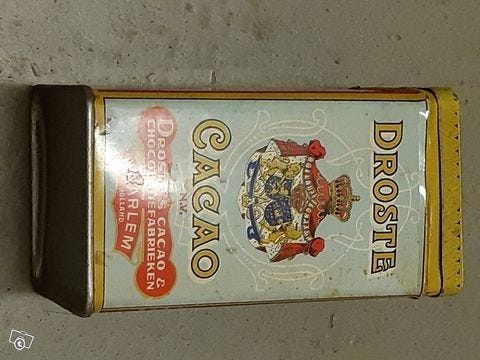 DROSTE
CACAO
N.V.
DROSTE'S CACAO &
CHOCOLADEFABRIEKEN
HAARLEM
HOLLAND